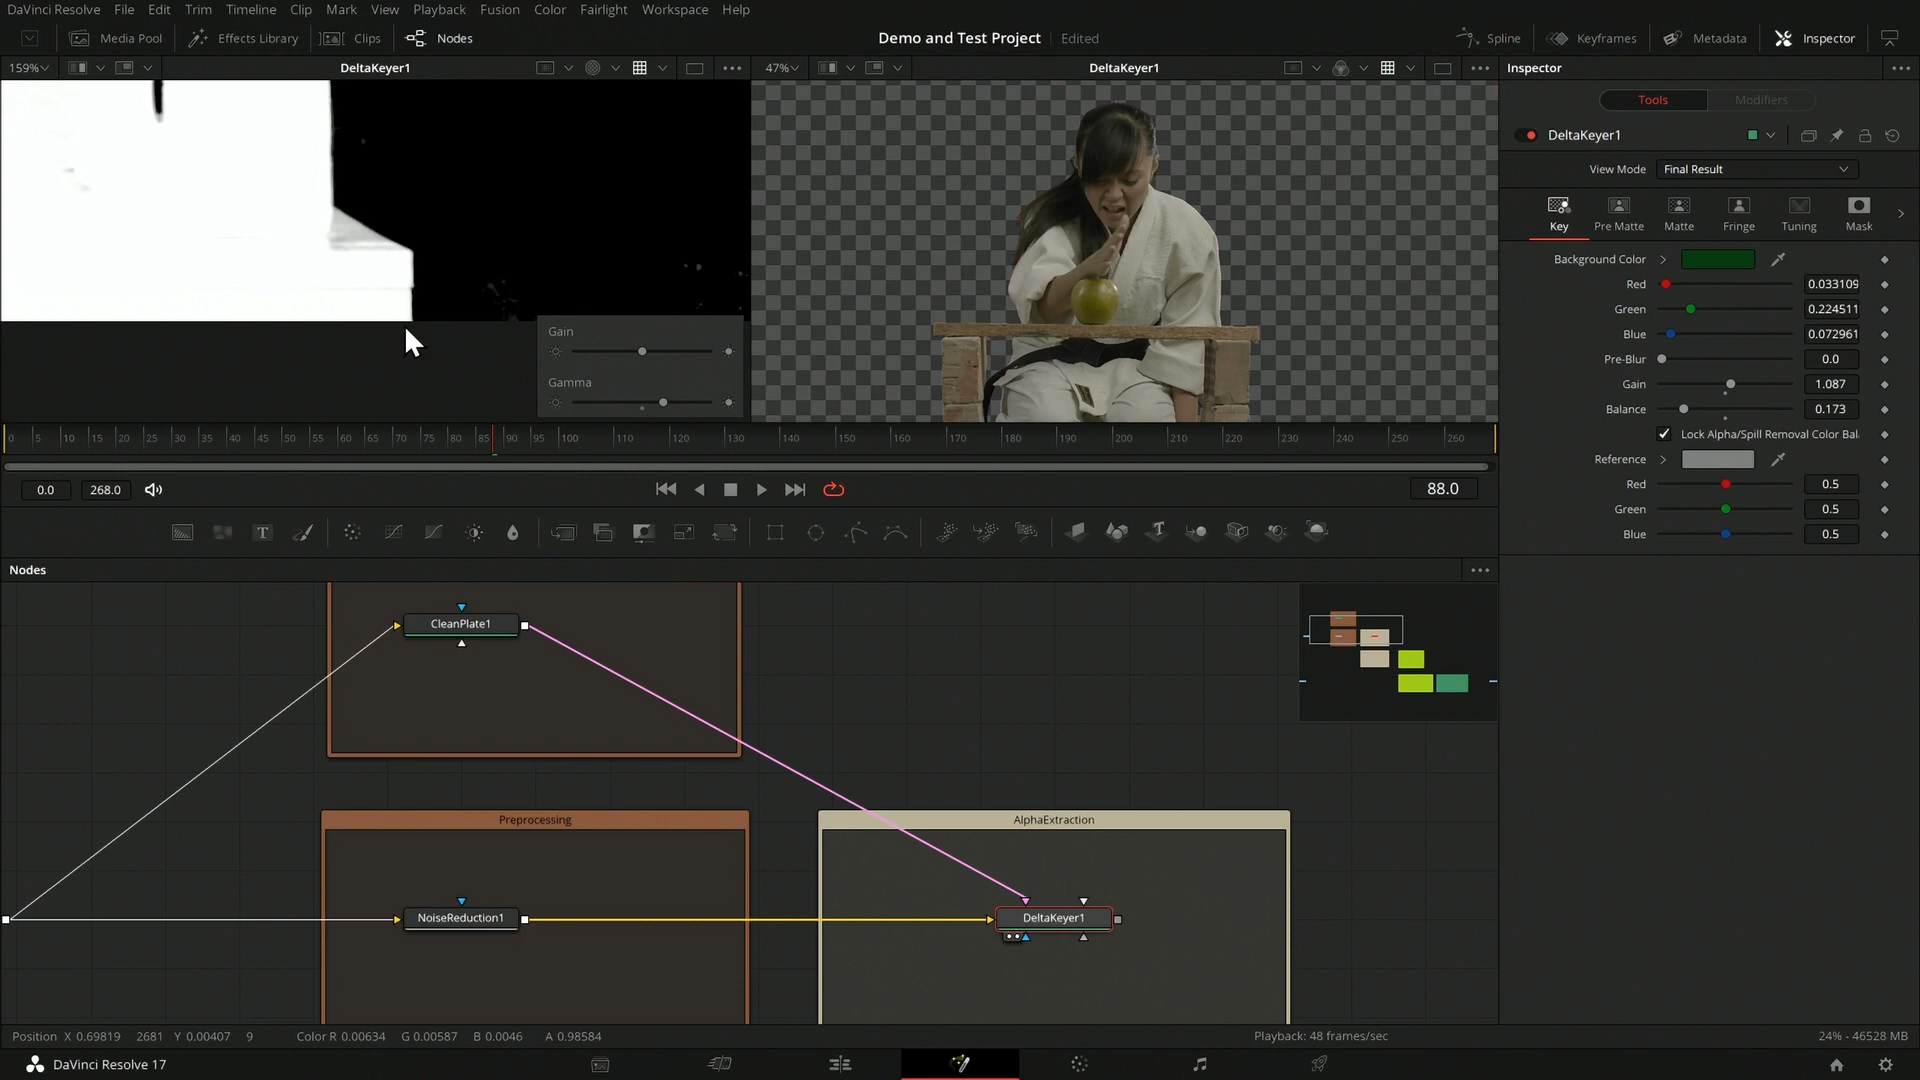 DaVinci Resolve File Edit Trim Timeline Clip Mark View Playback Fusion Color Fairlight Workspace Help
Media Pool Effects Library Clips Nodes Demo and Test Project Edited Spline Keyframes Metadata Inspector
159% DeltaKeyer1 47% DeltaKeyer1 Inspector
Tools Modifiers
DeltaKeyer1
View Mode Final Result
Key Pre Matte Matte Fringe Tuning Mask
Background Color
Red 0.033109
Green 0.224511
Blue 0.072961
Pre-Blur 0.0
Gain 1.087
Balance 0.173
Lock Alpha/Spill Removal Color Bal
Reference
Red 0.5
Green 0.5
Blue 0.5
Gain
Gamma
0 5 10 15 20 25 30 35 40 45 50 55 60 65 70 75 80 85 90 95 100 110 120 130 140 150 160 170 180 190 200 210 220 230 240 250 260
0.0 268.0 88.0
Nodes
CleanPlate1
Preprocessing AlphaExtraction
NoiseReduction1 DeltaKeyer1
Position X 0.69819 2681 Y 0.00407 9 Color R 0.00634 G 0.00587 B 0.0046 A 0.98584 Playback: 48 frames/sec 24% - 46528 MB
DaVinci Resolve 17